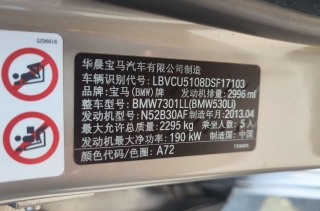 华晨宝马汽车有限公司制造
车辆识别代号: LBVCU5108DSF17103
品牌: 宝马(BMW)牌 发动机排量: 2996 ml
整车型号: BMW7301LL(BMW530Li)
发动机型号: N52B30AF 制造年月: 2013.04
最大允许总质量: 2295 kg 乘坐人数: 5 人
发动机最大净功率: 190 kW 制造国: 中国
颜色代码/色圈: A72